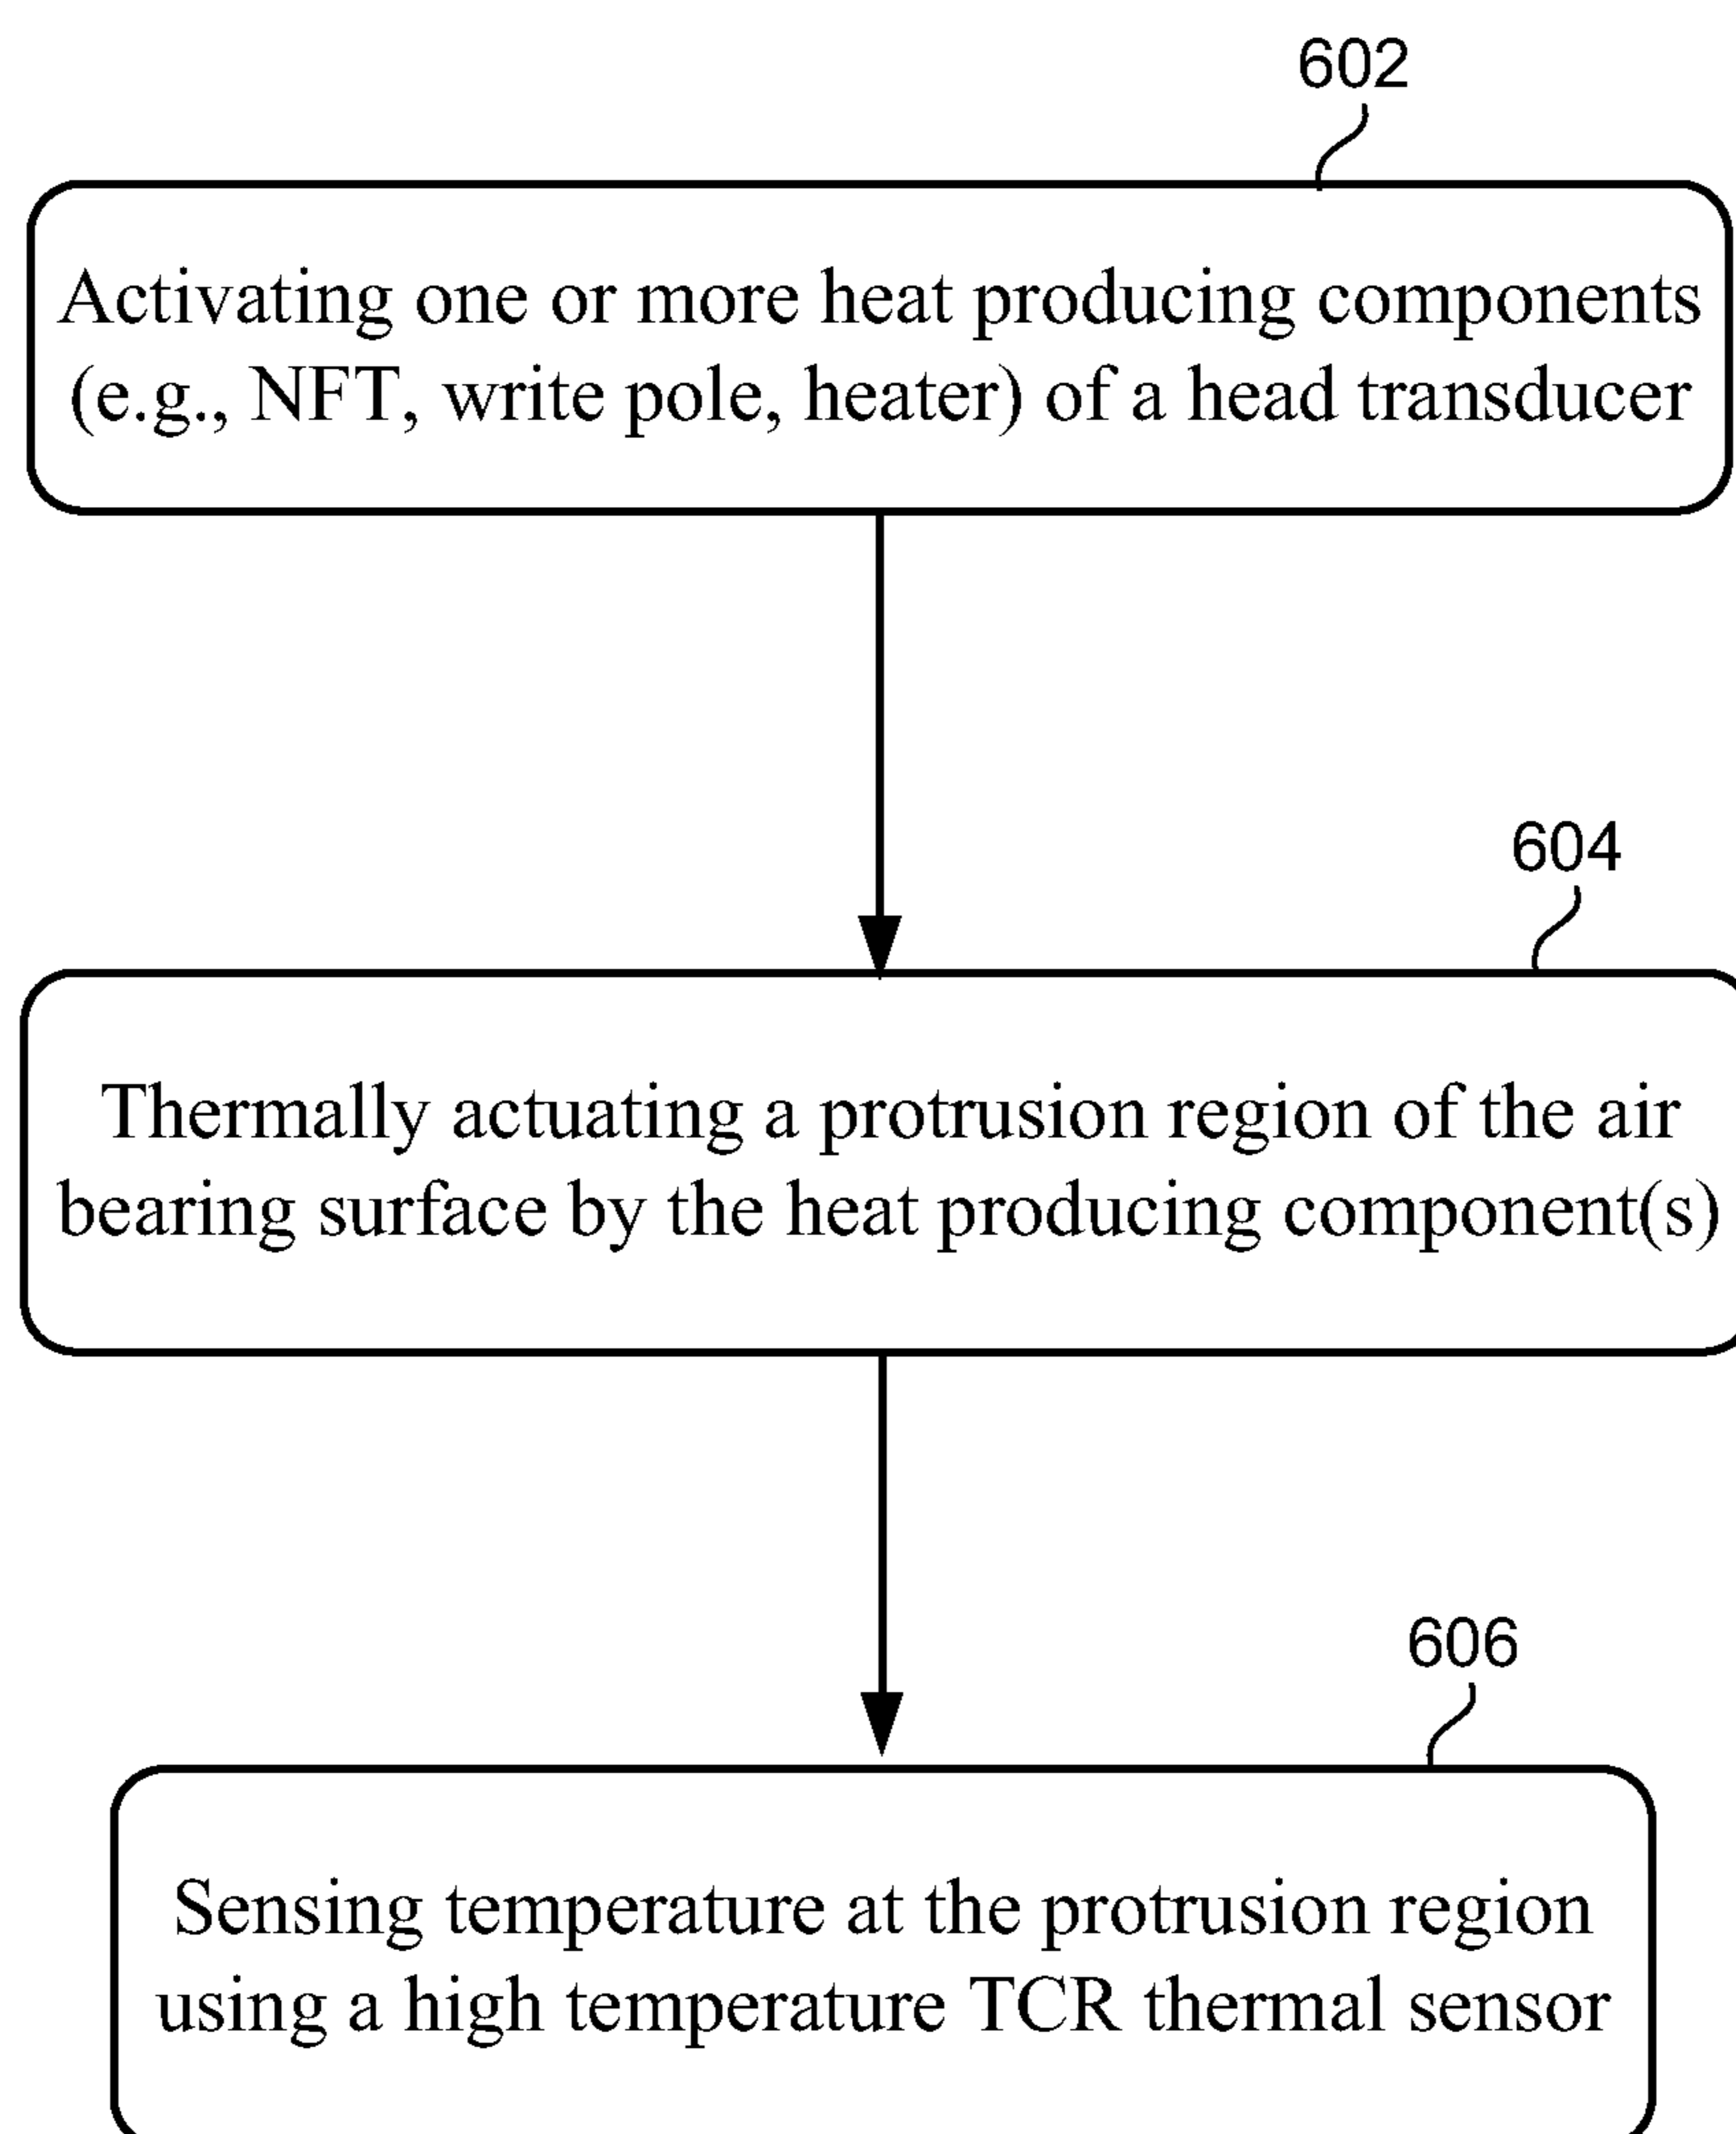 602
Activating one or more heat producing components
(e.g., NFT, write pole, heater) of a head transducer
604
Thermally actuating a protrusion region of the air
bearing surface by the heat producing component(s)
606
Sensing temperature at the protrusion region
using a high temperature TCR thermal sensor